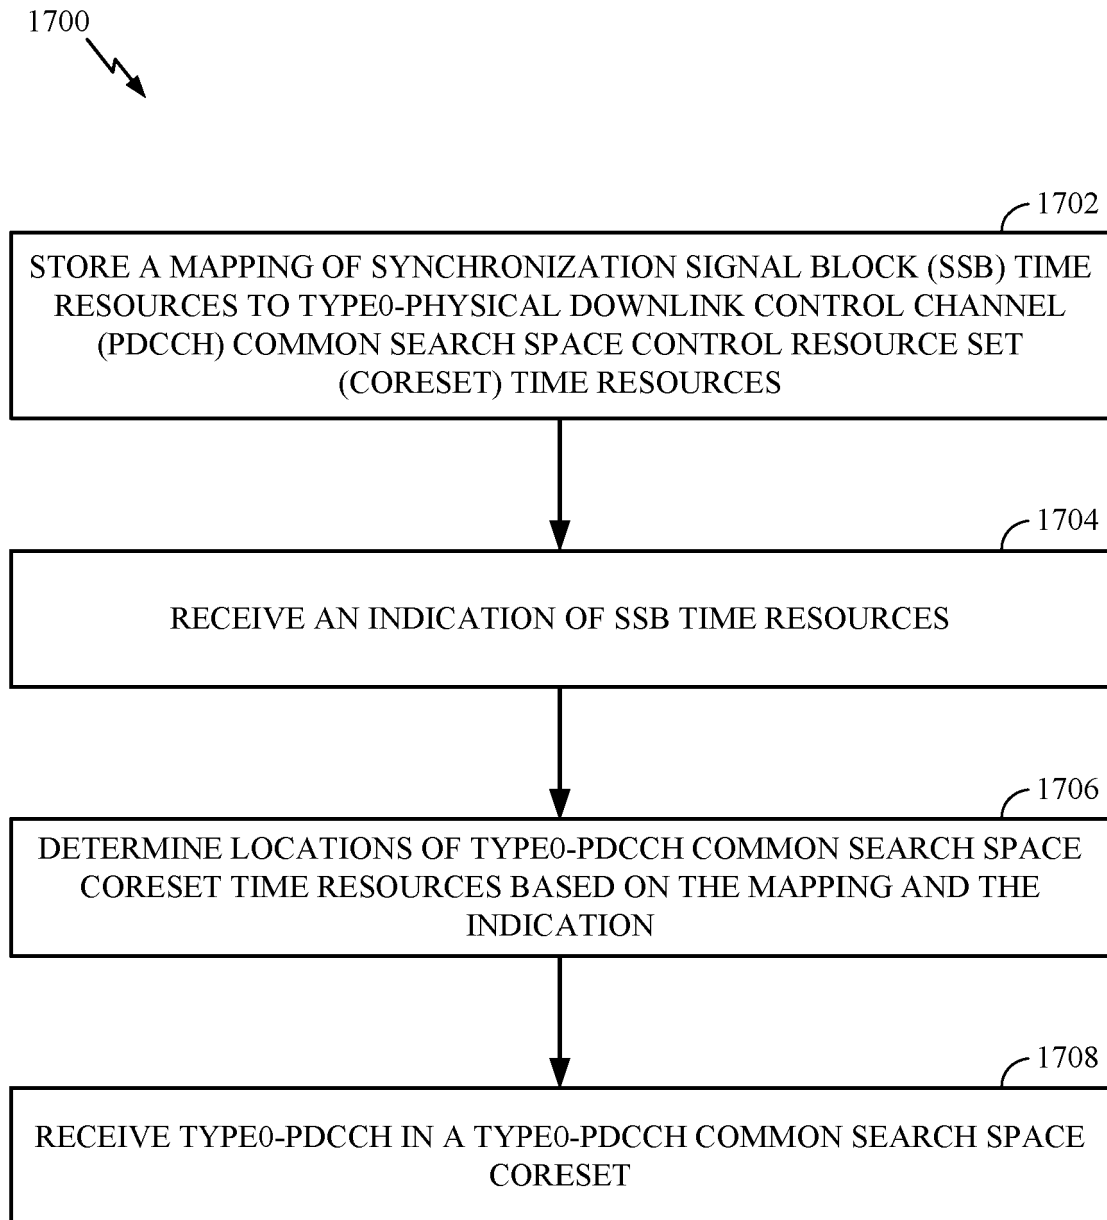 1700
1702
STORE A MAPPING OF SYNCHRONIZATION SIGNAL BLOCK (SSB) TIME
RESOURCES TO TYPE0-PHYSICAL DOWNLINK CONTROL CHANNEL
(PDCCH) COMMON SEARCH SPACE CONTROL RESOURCE SET
(CORESET) TIME RESOURCES
1704
RECEIVE AN INDICATION OF SSB TIME RESOURCES
1706
DETERMINE LOCATIONS OF TYPE0-PDCCH COMMON SEARCH SPACE
CORESET TIME RESOURCES BASED ON THE MAPPING AND THE
INDICATION
1708
RECEIVE TYPE0-PDCCH IN A TYPE0-PDCCH COMMON SEARCH SPACE
CORESET